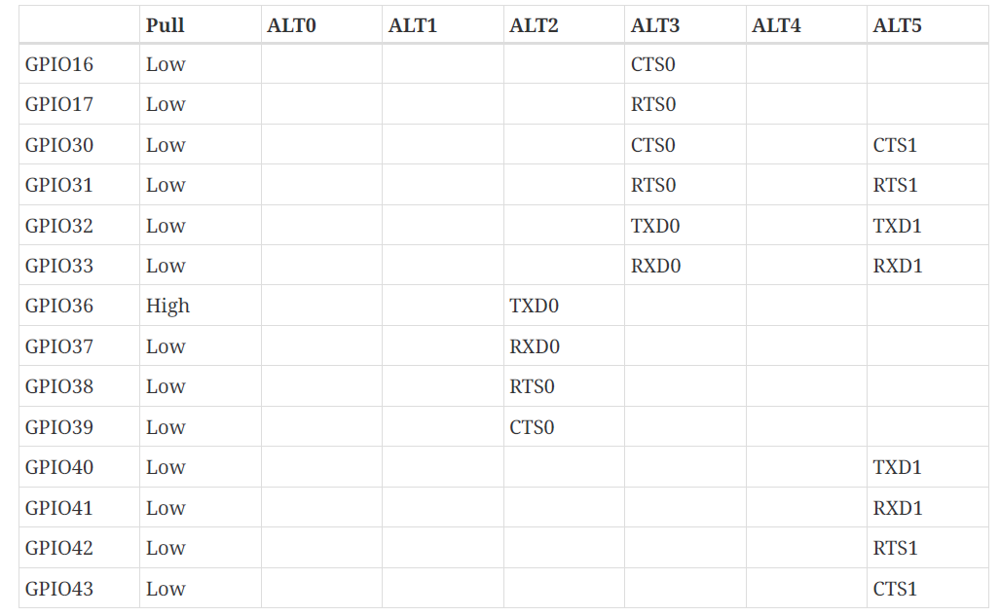 Pull ALT0 ALT1 ALT2 ALT3 ALT4 ALT5
GPIO16 Low CTS0
GPIO17 Low RTS0
GPIO30 Low CTS0 CTS1
GPIO31 Low RTS0 RTS1
GPIO32 Low TXD0 TXD1
GPIO33 Low RXD0 RXD1
GPIO36 High TXD0
GPIO37 Low RXD0
GPIO38 Low RTS0
GPIO39 Low CTS0
GPIO40 Low TXD1
GPIO41 Low RXD1
GPIO42 Low RTS1
GPIO43 Low CTS1